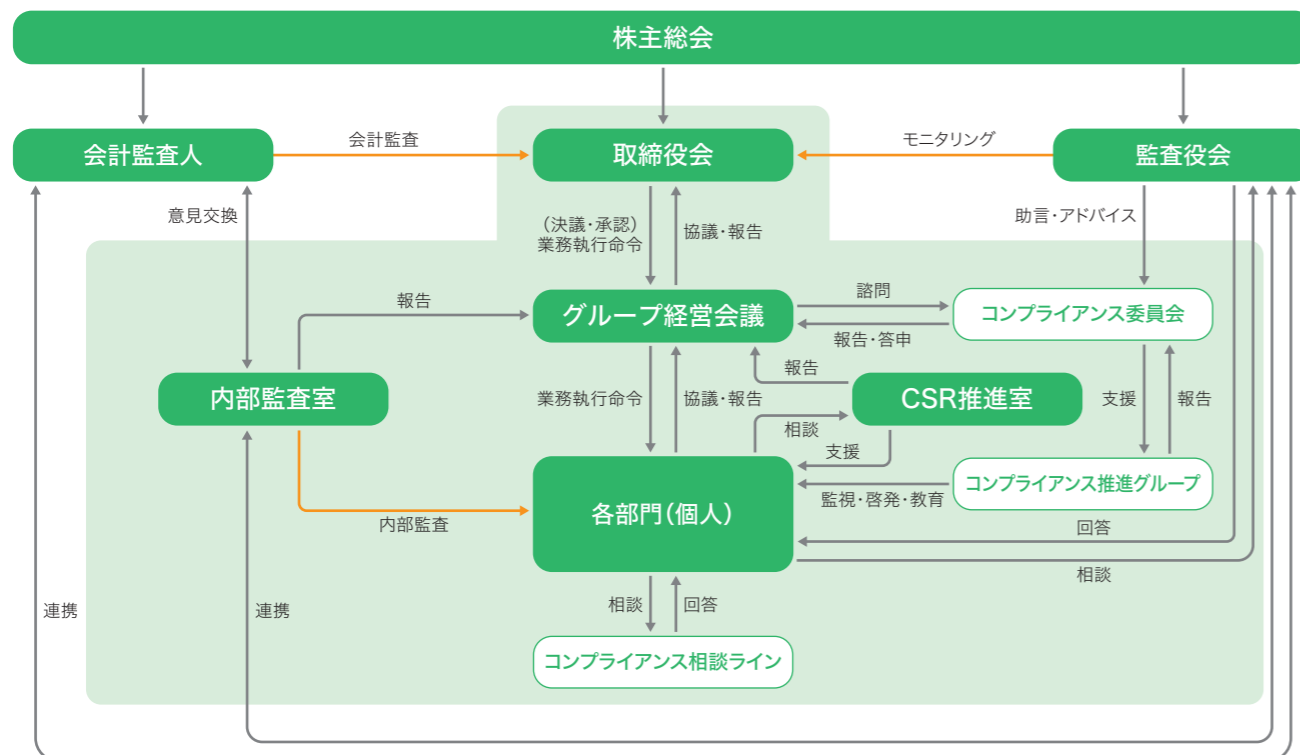 株主総会
会計監査人
会計監査
取締役会
モニタリング
監査役会
意見交換
(決議・承認)
業務執行命令
協議・報告
助言・アドバイス
報告
グループ経営会議
諮問
報告・答申
コンプライアンス委員会
内部監査室
業務執行命令
協議・報告
報告
CSR推進室
相談
支援
支援
報告
内部監査
各部門(個人)
監視・啓発・教育
コンプライアンス推進グループ
回答
相談
連携
連携
相談
回答
コンプライアンス相談ライン